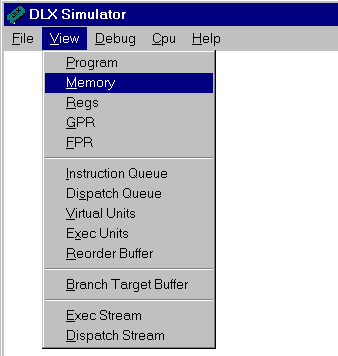 DLX Simulator
File View Debug Cpu Help
Program
Memory
Regs
GPR
FPR
Instruction Queue
Dispatch Queue
Virtual Units
Exec Units
Reorder Buffer
Branch Target Buffer
Exec Stream
Dispatch Stream